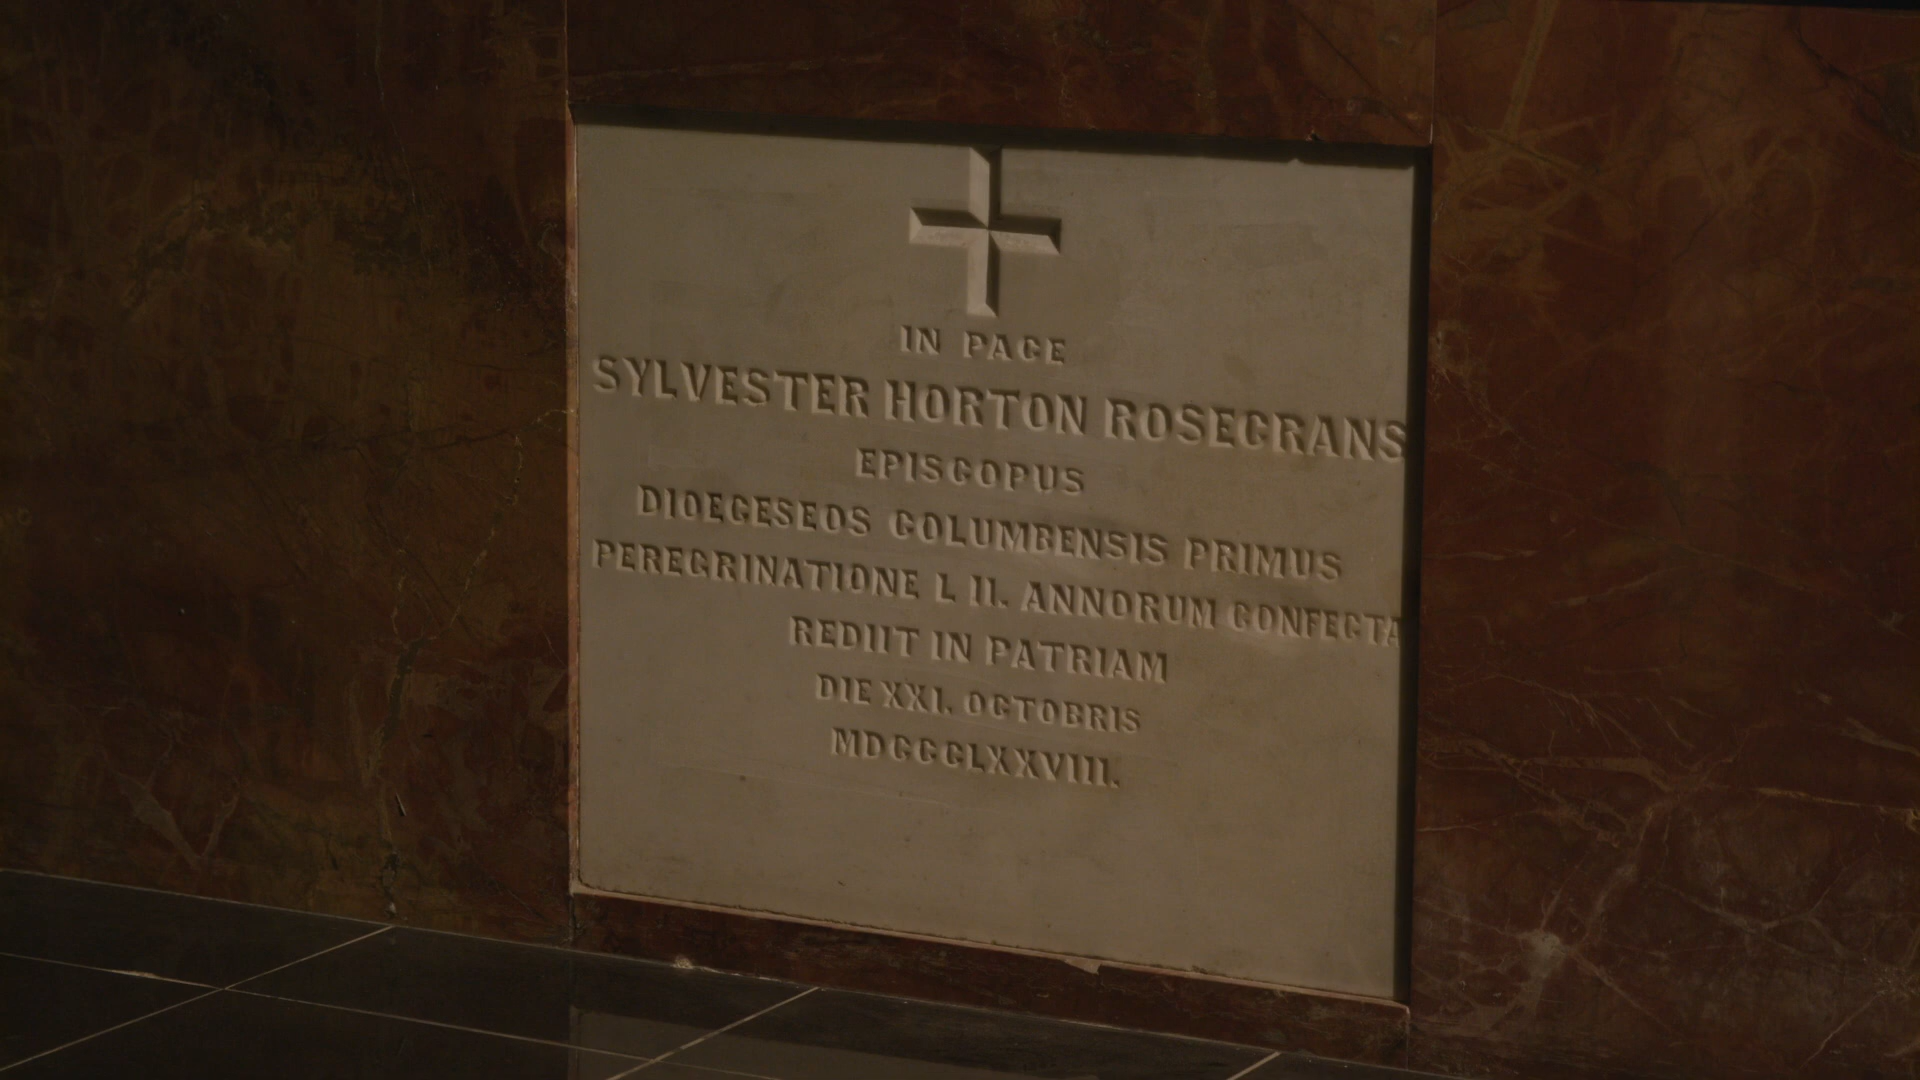 IN PACE
SYLVESTER HORTON ROSECRANS
EPISCOPUS
DIOECESEOS COLUMBENSIS PRIMUS
PEREGRINATIONE L II. ANNORUM CONFECTA
REDIIT IN PATRIAM
DIE XXI. OCTOBRIS
MDCCCLXXVIII.